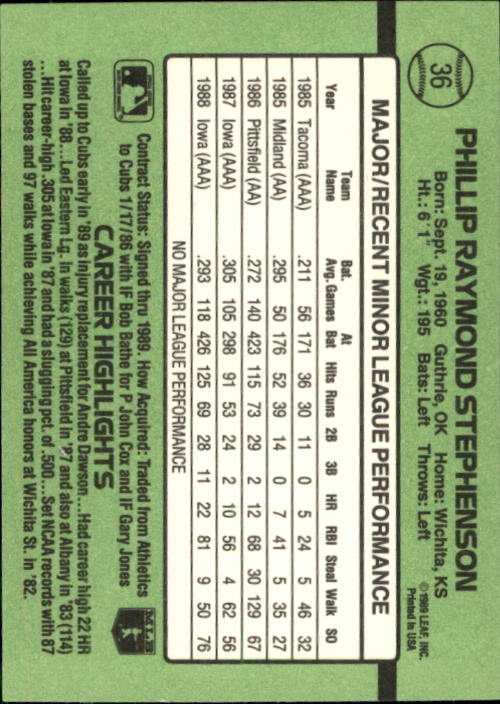 36
PHILLIP RAYMOND STEPHENSON
Born: Sept. 19, 1960 Guthrie, OK Home: Wichita, KS
Ht.: 6'1" Wgt.: 195 Bats: Left Throws: Left
© 1989 LEAF, INC.
Printed in USA
MAJOR/RECENT MINOR LEAGUE PERFORMANCE
Year Team Name Bat. Avg. Games At Bat Hits Runs 2B 3B HR RBI Steal Walk SO
1985 Tacoma (AAA) .211 56 171 36 30 11 0 5 24 5 46 32
1985 Midland (AA) .295 50 176 52 39 14 0 7 41 5 35 27
1986 Pittsfield (AA) .272 140 423 115 73 29 2 12 68 30 129 67
1987 Iowa (AAA) .305 105 298 91 53 24 2 10 56 4 62 56
1988 Iowa (AAA) .293 118 426 125 69 28 11 22 81 9 50 76
NO MAJOR LEAGUE PERFORMANCE
Contract Status: Signed thru 1989 How Acquired: Traded from Athletics
to Cubs 1/17/86 with IF Bob Bathe for P John Cox and IF Gary Jones
MLB
CAREER HIGHLIGHTS
Called up to Cubs early in '89 as injury replacement for Andre Dawson...Had career high 22 HR
at Iowa in '88...Led Eastern Lg. in walks (129) at Pittsfield in '87 and also at Albany in '83 (114)
...Hit career-high .305 at Iowa in '87 and had a slugging pct. of .500...Set NCAA records with 87
stolen bases and 97 walks while achieving All America honors at Wichita St. in '82.